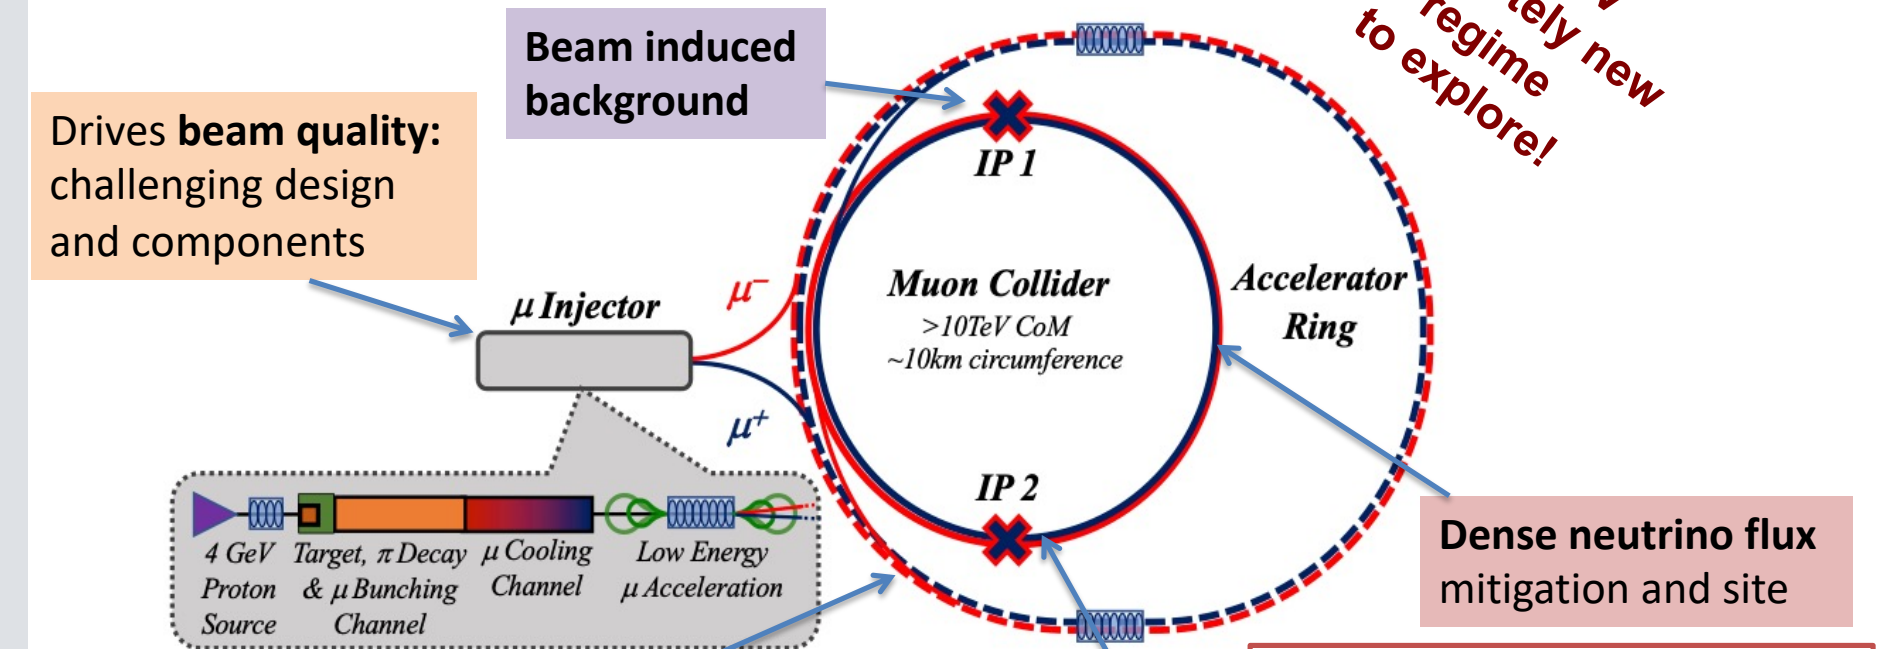 Beam induced
background
tely new
regime
to explore!
Drives beam quality:
challenging design
and components
IP 1
μ Injector
μ−
μ+
Muon Collider
>10TeV CoM
~10km circumference
Accelerator
Ring
IP 2
4 GeV
Proton
Source
Target, π Decay
& μ Bunching
Channel
μ Cooling
Channel
Low Energy
μ Acceleration
Dense neutrino flux
mitigation and site